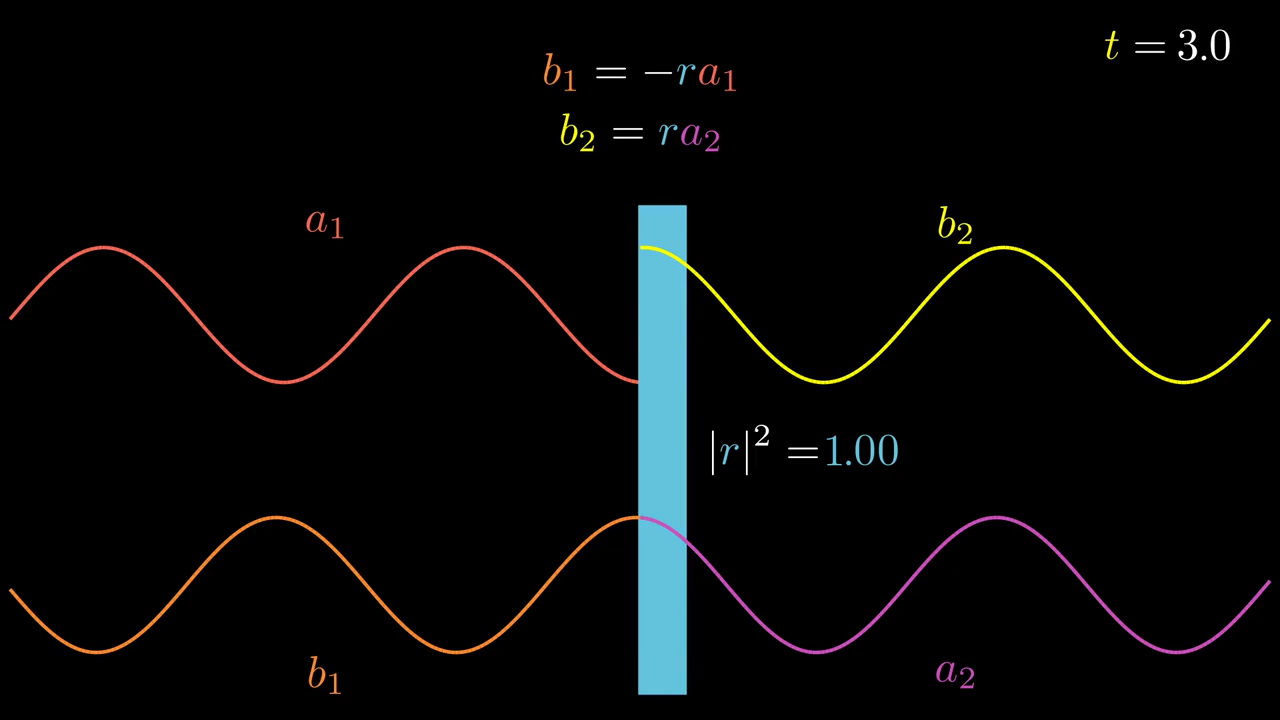 t = 3.0
b₁ = −ra₁
b₂ = ra₂
a₁
b₂
|r|² = 1.00
b₁
a₂